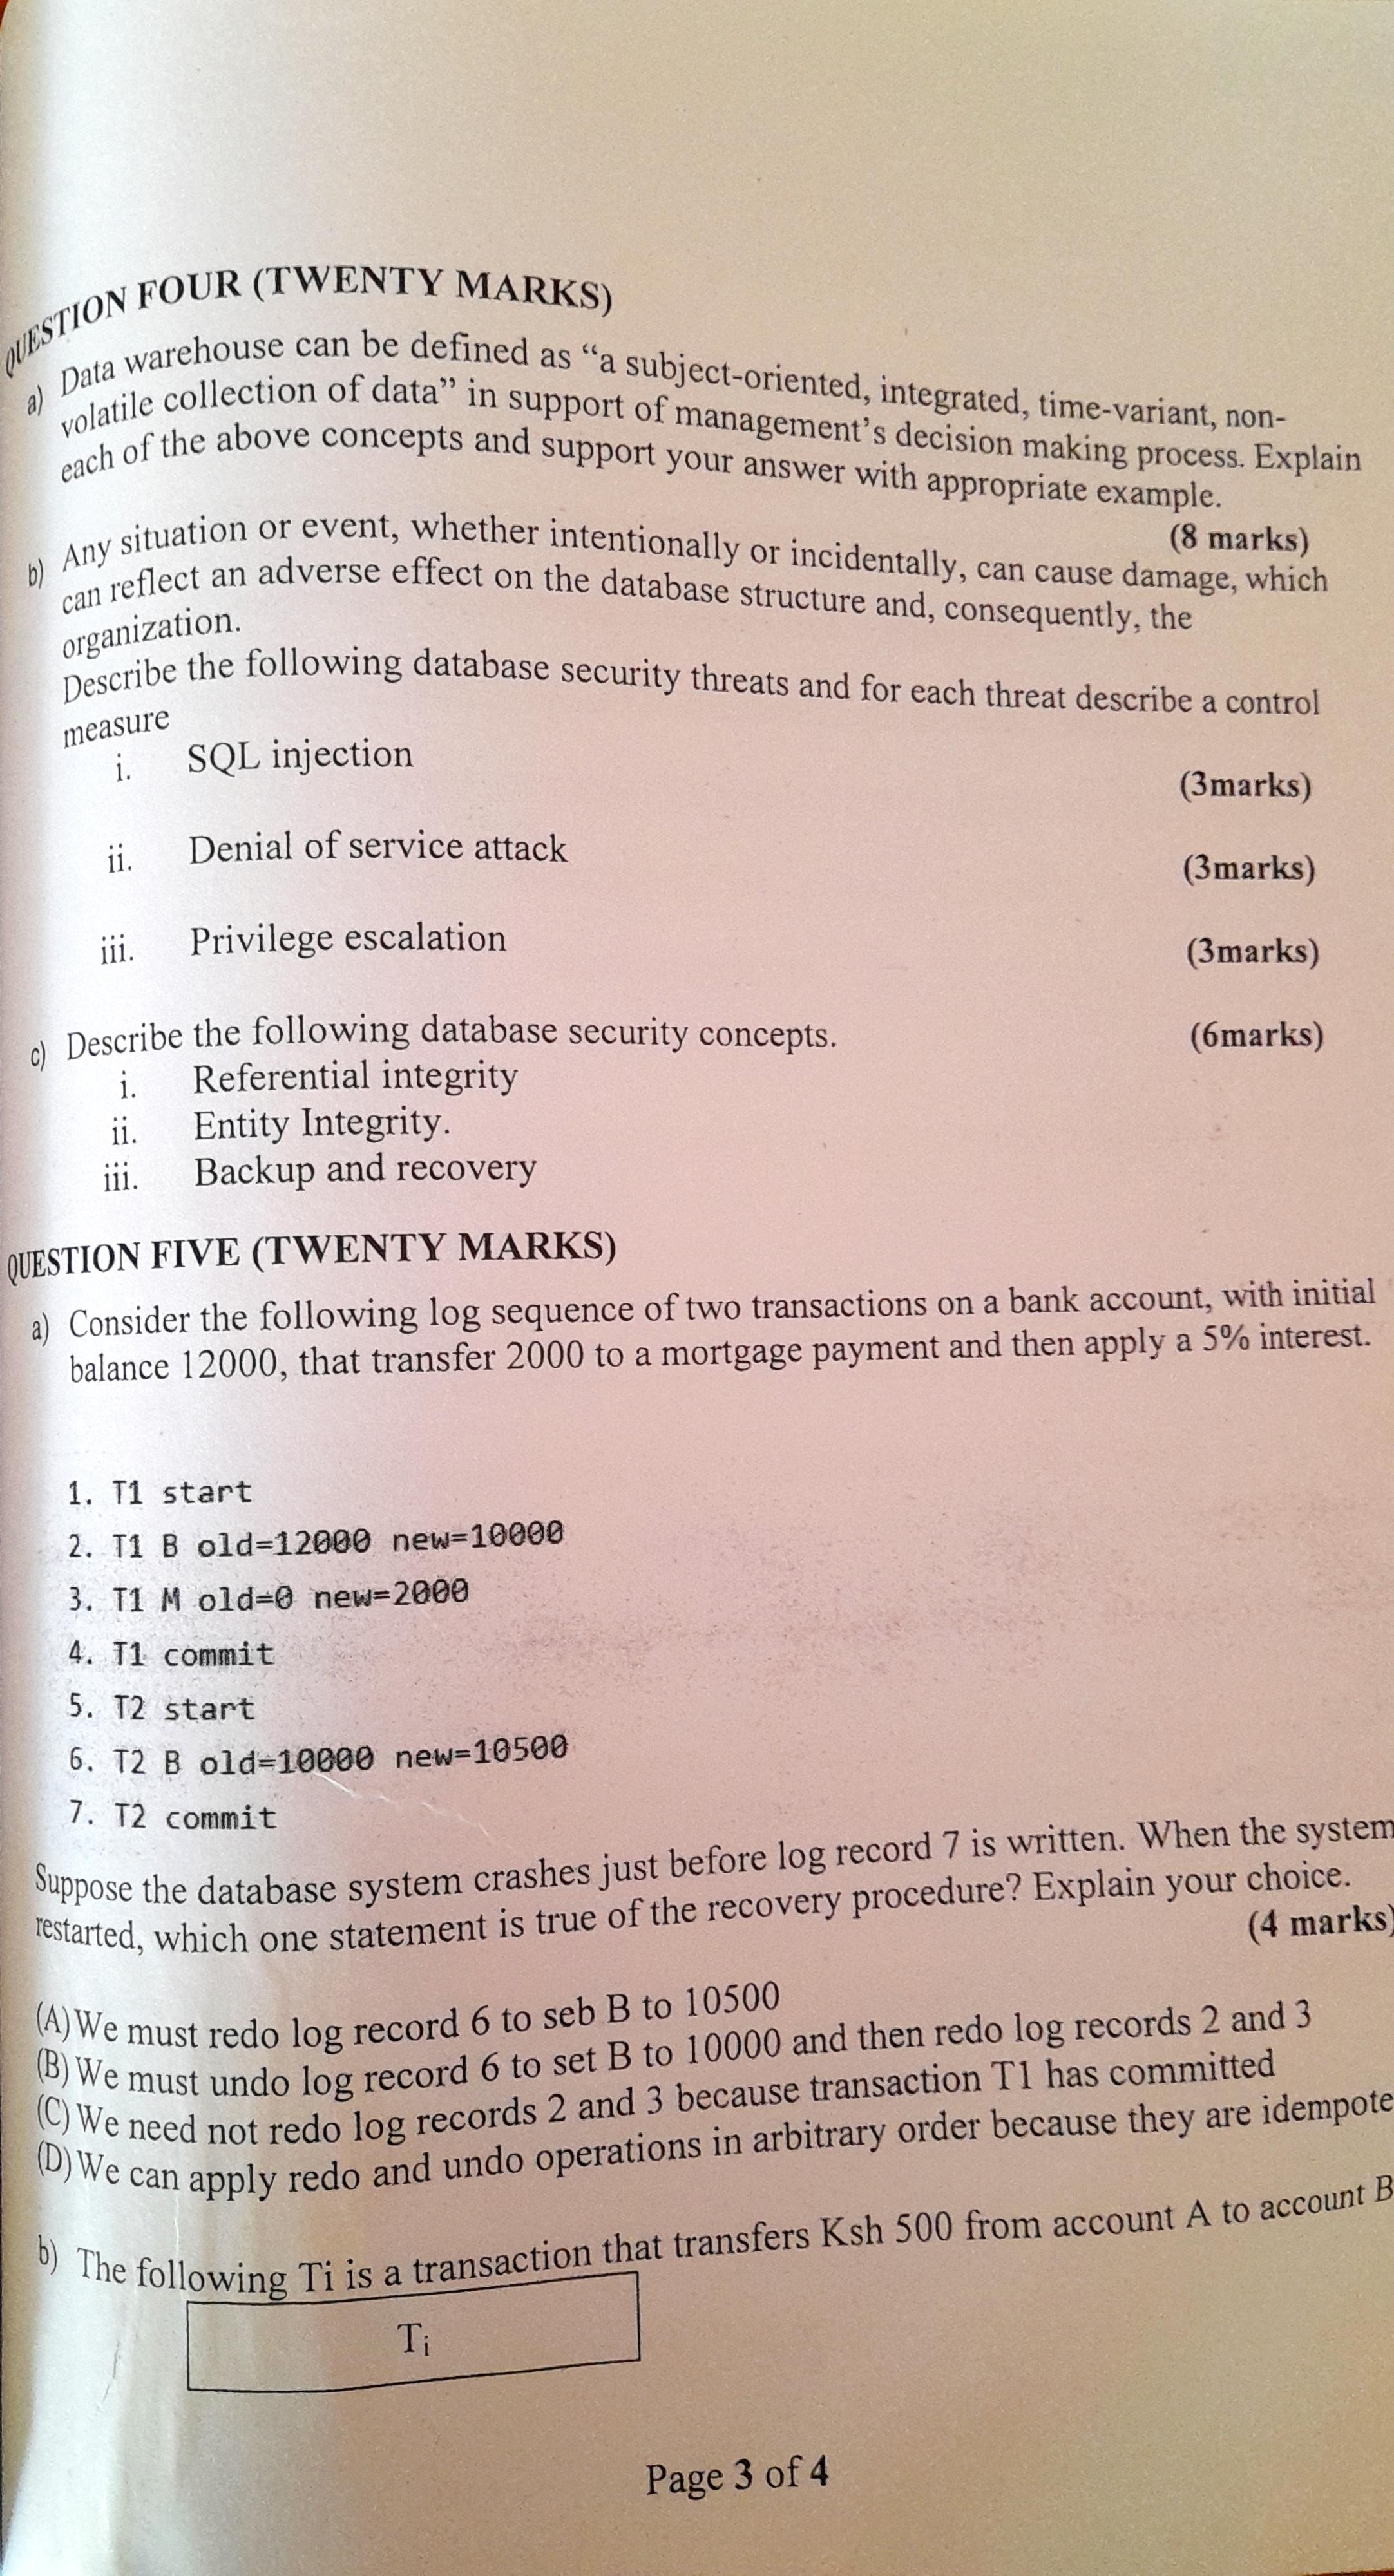 QUESTION FOUR (TWENTY MARKS)
a) Data warehouse can be defined as “a subject-oriented, integrated, time-variant, non-
volatile collection of data” in support of management’s decision making process. Explain
each of the above concepts and support your answer with appropriate example.
(8 marks)
b) Any situation or event, whether intentionally or incidentally, can cause damage, which
can reflect an adverse effect on the database structure and, consequently, the
organization.
Describe the following database security threats and for each threat describe a control
measure
i. SQL injection
(3marks)
ii. Denial of service attack
(3marks)
iii. Privilege escalation
(3marks)
c) Describe the following database security concepts. (6marks)
i. Referential integrity
ii. Entity Integrity.
iii. Backup and recovery
QUESTION FIVE (TWENTY MARKS)
a) Consider the following log sequence of two transactions on a bank account, with initial
balance 12000, that transfer 2000 to a mortgage payment and then apply a 5% interest.
1. T1 start
2. T1 B old=12000 new=10000
3. T1 M old=0 new=2000
4. T1 commit
5. T2 start
6. T2 B old=10000 new=10500
7. T2 commit
Suppose the database system crashes just before log record 7 is written. When the system
restarted, which one statement is true of the recovery procedure? Explain your choice.
(4 marks)
(A) We must redo log record 6 to seb B to 10500
(B) We must undo log record 6 to set B to 10000 and then redo log records 2 and 3
(C) We need not redo log records 2 and 3 because transaction T1 has committed
(D) We can apply redo and undo operations in arbitrary order because they are idempote
b) The following Ti is a transaction that transfers Ksh 500 from account A to account B
Ti
Page 3 of 4